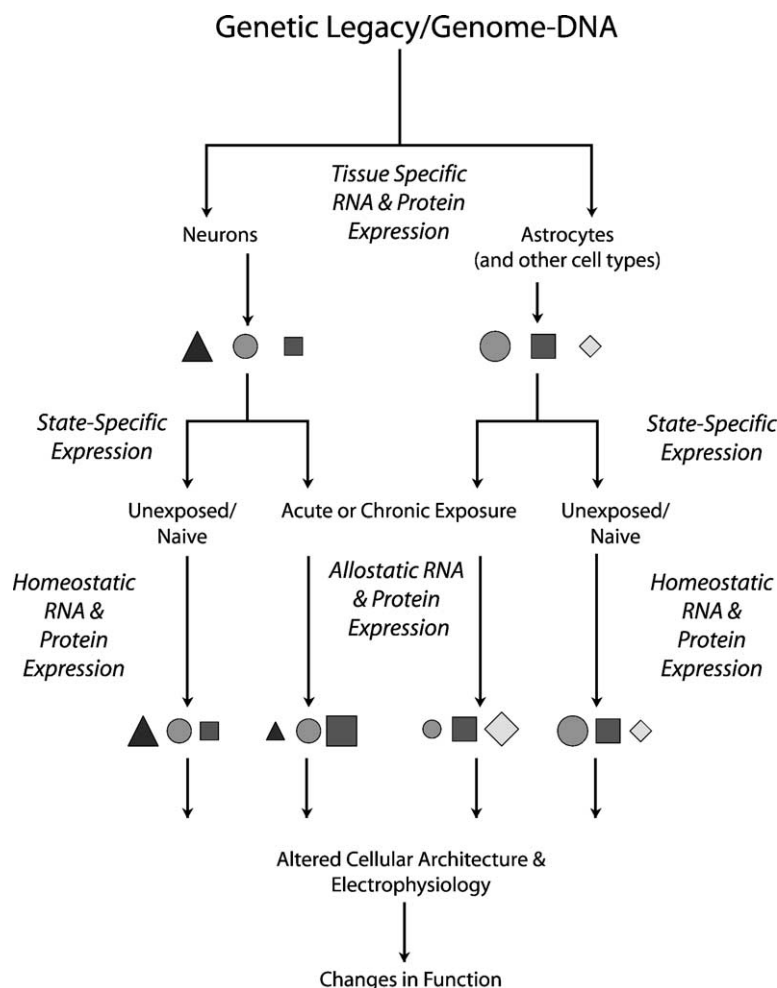 Genetic Legacy/Genome-DNA
Tissue Specific
RNA & Protein
Expression
Neurons
Astrocytes
(and other cell types)
State-Specific
Expression
State-Specific
Expression
Unexposed/
Naive
Acute or Chronic Exposure
Unexposed/
Naive
Homeostatic
RNA &
Protein
Expression
Allostatic RNA
& Protein
Expression
Homeostatic
RNA &
Protein
Expression
Altered Cellular Architecture &
Electrophysiology
Changes in Function